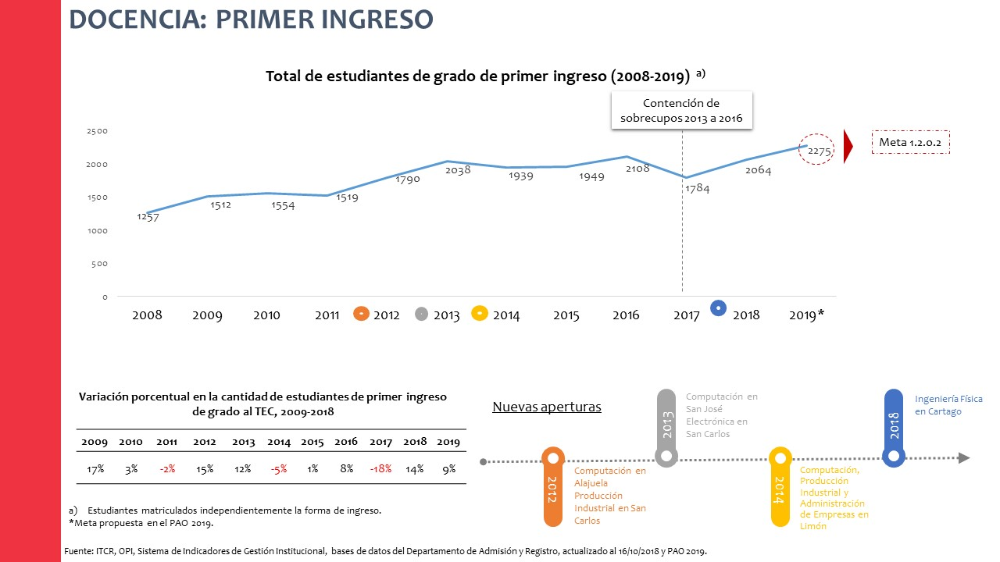 DOCENCIA: PRIMER INGRESO
Total de estudiantes de grado de primer ingreso (2008-2019) a)
Contención de
sobrecupos 2013 a 2016
Meta 1.2.0.2
2500
2000
1500
1000
500
0
1257
1512
1554
1519
1790
2038
1939
1949
2108
1784
2064
2275
2008 2009 2010 2011 2012 2013 2014 2015 2016 2017 2018 2019*
Variación porcentual en la cantidad de estudiantes de primer ingreso
de grado al TEC, 2009-2018
2009 2010 2011 2012 2013 2014 2015 2016 2017 2018 2019
17% 3% -2% 15% 12% -5% 1% 8% -18% 14% 9%
a) Estudiantes matriculados independientemente la forma de ingreso.
*Meta propuesta en el PAO 2019.
Nuevas aperturas
2012
Computación en
Alajuela
Producción
Industrial en San
Carlos
2013
Computación en
San José
Electrónica en
San Carlos
2014
Computación,
Producción
Industrial y
Administración
de Empresas en
Limón
2018
Ingeniería Física
en Cartago
Fuente: ITCR, OPI, Sistema de Indicadores de Gestión Institucional, bases de datos del Departamento de Admisión y Registro, actualizado al 16/10/2018 y PAO 2019.